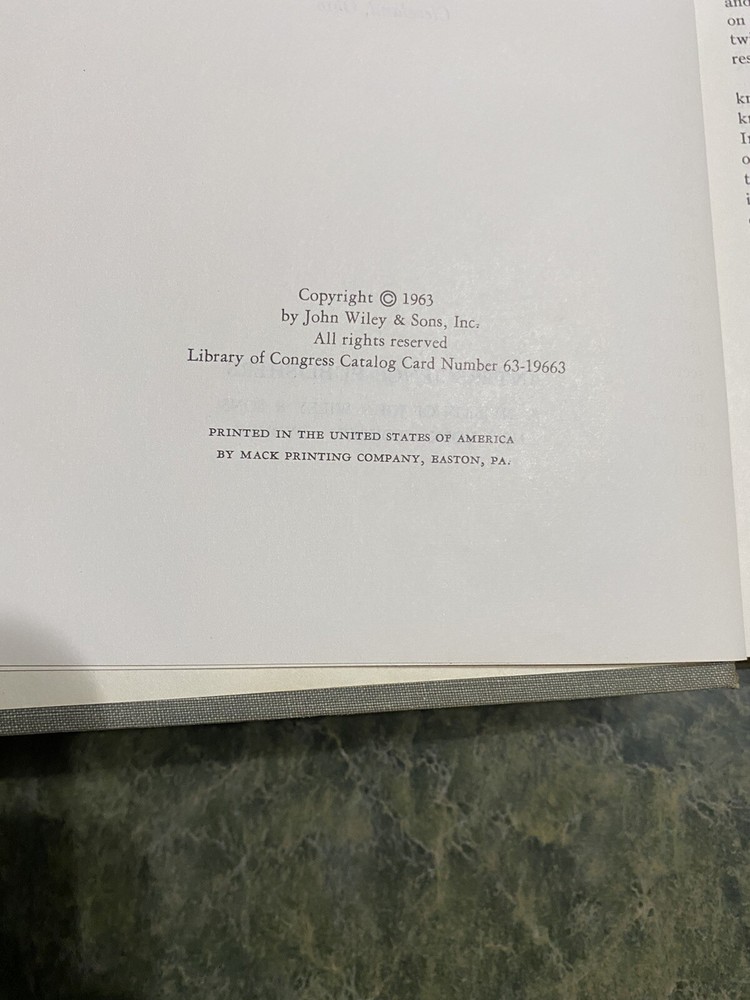 Copyright © 1963
by John Wiley & Sons, Inc.
All rights reserved
Library of Congress Catalog Card Number 63-19663
PRINTED IN THE UNITED STATES OF AMERICA
BY MACK PRINTING COMPANY, EASTON, PA.
and
on